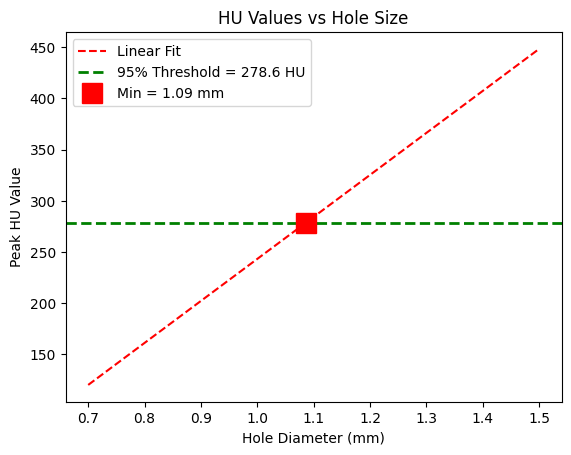 HU Values vs Hole Size
Linear Fit
95% Threshold = 278.6 HU
Min = 1.09 mm
Peak HU Value
450
400
350
300
250
200
150
0.7 0.8 0.9 1.0 1.1 1.2 1.3 1.4 1.5
Hole Diameter (mm)